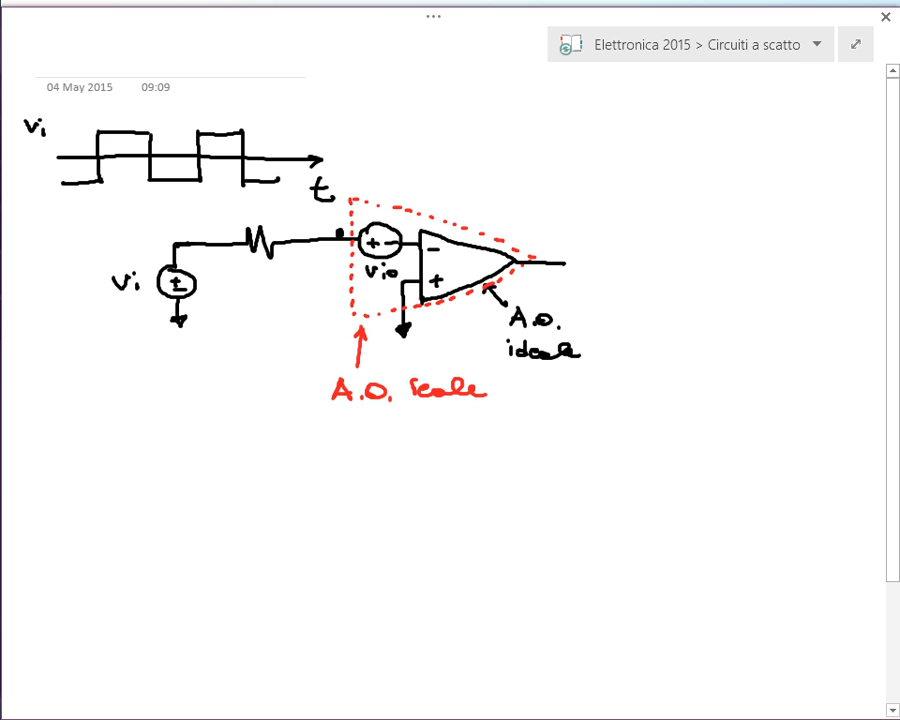 Elettronica 2015 > Circuiti a scatto
04 May 2015 09:09
vi
t
+ -
vio
-
+
vi
±
A.O.
ideale
A.O. reale